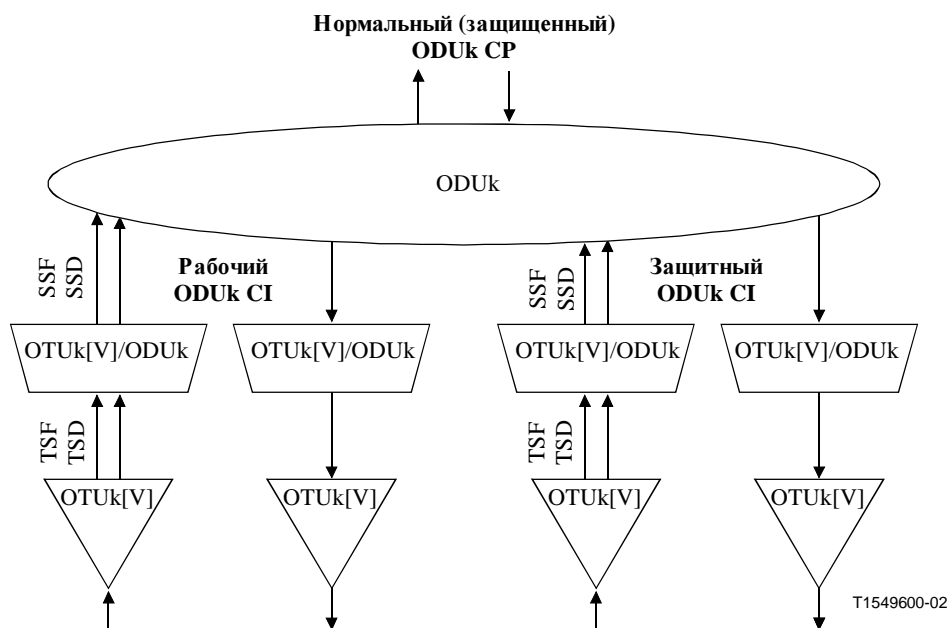 Нормальный (защищенный)
ODUk CP
ODUk
SSF
SSD
Рабочий
ODUk CI
SSF
SSD
Защитный
ODUk CI
OTUk[V]/ODUk
OTUk[V]/ODUk
OTUk[V]/ODUk
OTUk[V]/ODUk
TSF
TSD
TSF
TSD
OTUk[V]
OTUk[V]
OTUk[V]
OTUk[V]
T1549600-02